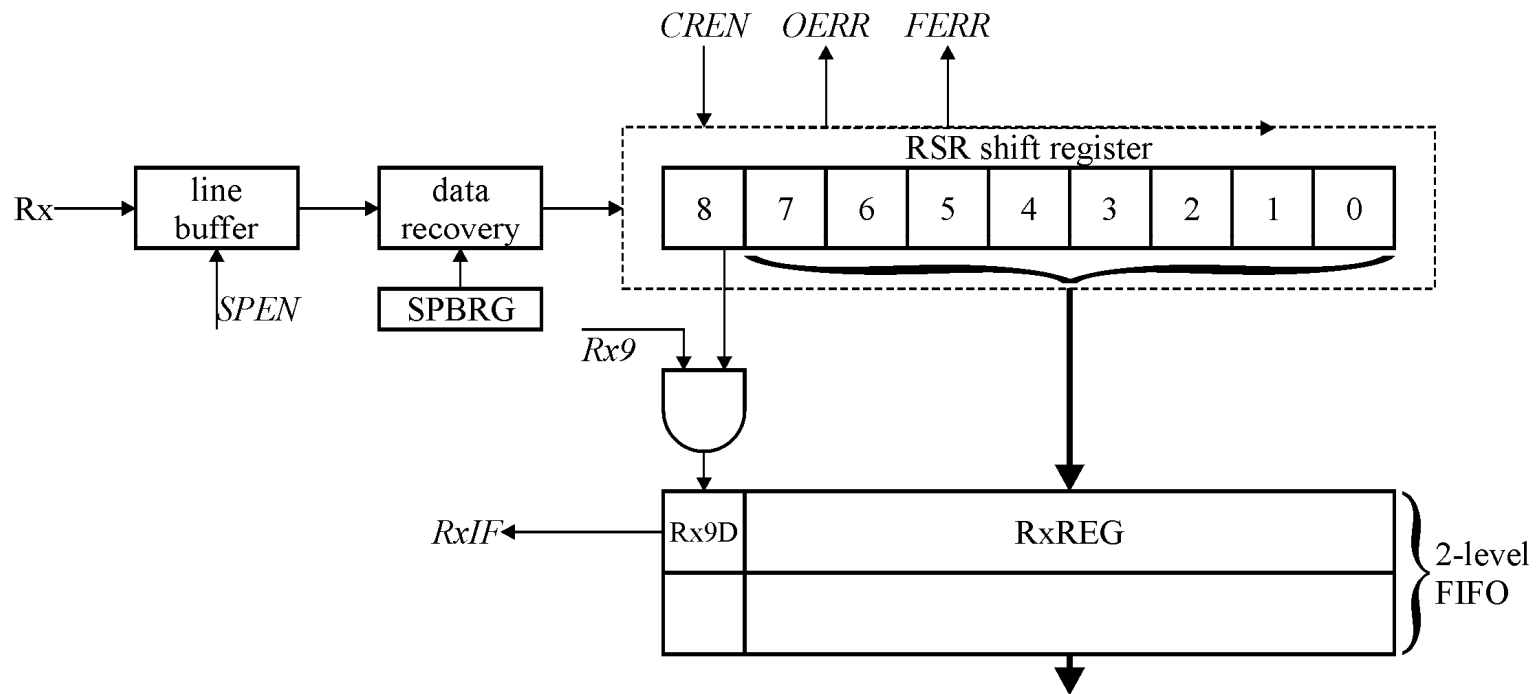 CREN OERR FERR
RSR shift register
Rx
line
buffer
data
recovery
8 7 6 5 4 3 2 1 0
SPEN
SPBRG
Rx9
RxIF
Rx9D
RxREG
2-level
FIFO